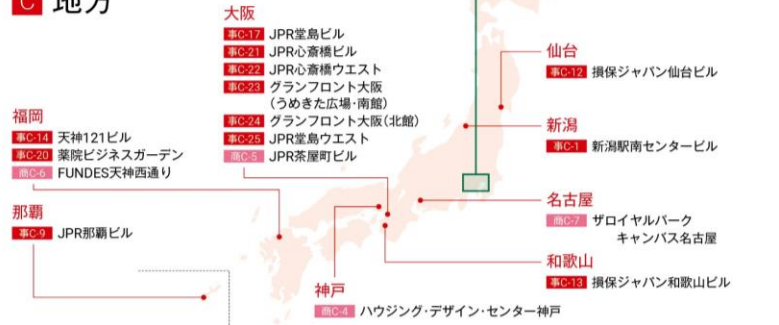 C 地方
大阪
事C-17 JPR堂島ビル
事C-21 JPR心斎橋ビル
事C-22 JPR心斎橋ウエスト
事C-23 グランフロント大阪
（うめきた広場・南館）
事C-24 グランフロント大阪（北館）
事C-25 JPR堂島ウエスト
商C-5 JPR茶屋町ビル
福岡
事C-14 天神121ビル
事C-20 薬院ビジネスガーデン
商C-6 FUNDES天神西通り
那覇
事C-9 JPR那覇ビル
仙台
事C-12 損保ジャパン仙台ビル
新潟
事C-1 新潟駅南センタービル
名古屋
商C-7 ザロイヤルパーク
キャンバス名古屋
和歌山
事C-13 損保ジャパン和歌山ビル
神戸
商C-4 ハウジング・デザイン・センター神戸